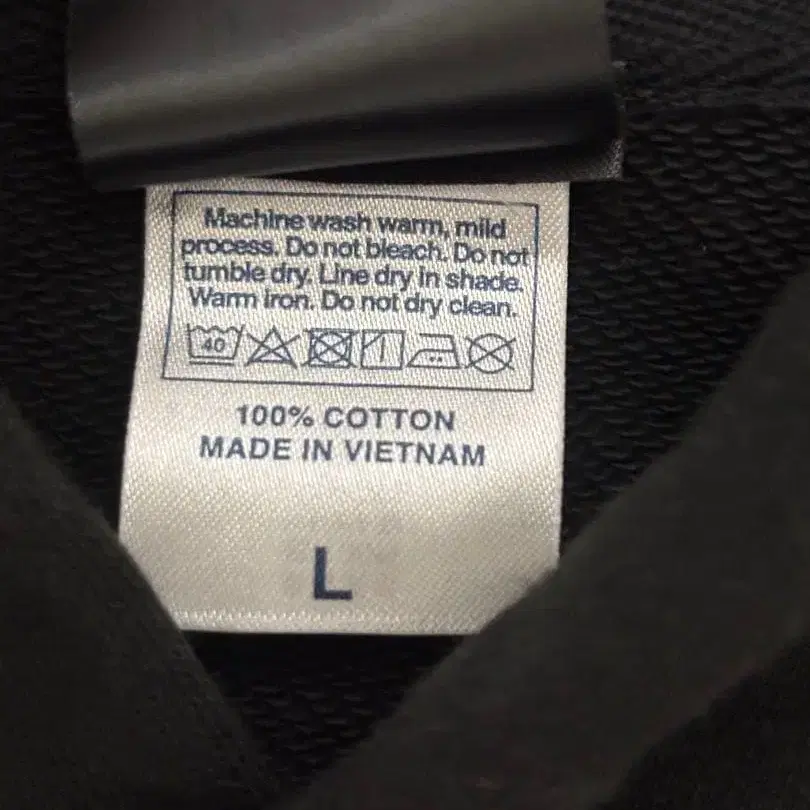 Machine wash warm, mild
process. Do not bleach. Do not
tumble dry. Line dry in shade.
Warm iron. Do not dry clean.
40
100% COTTON
MADE IN VIETNAM
L